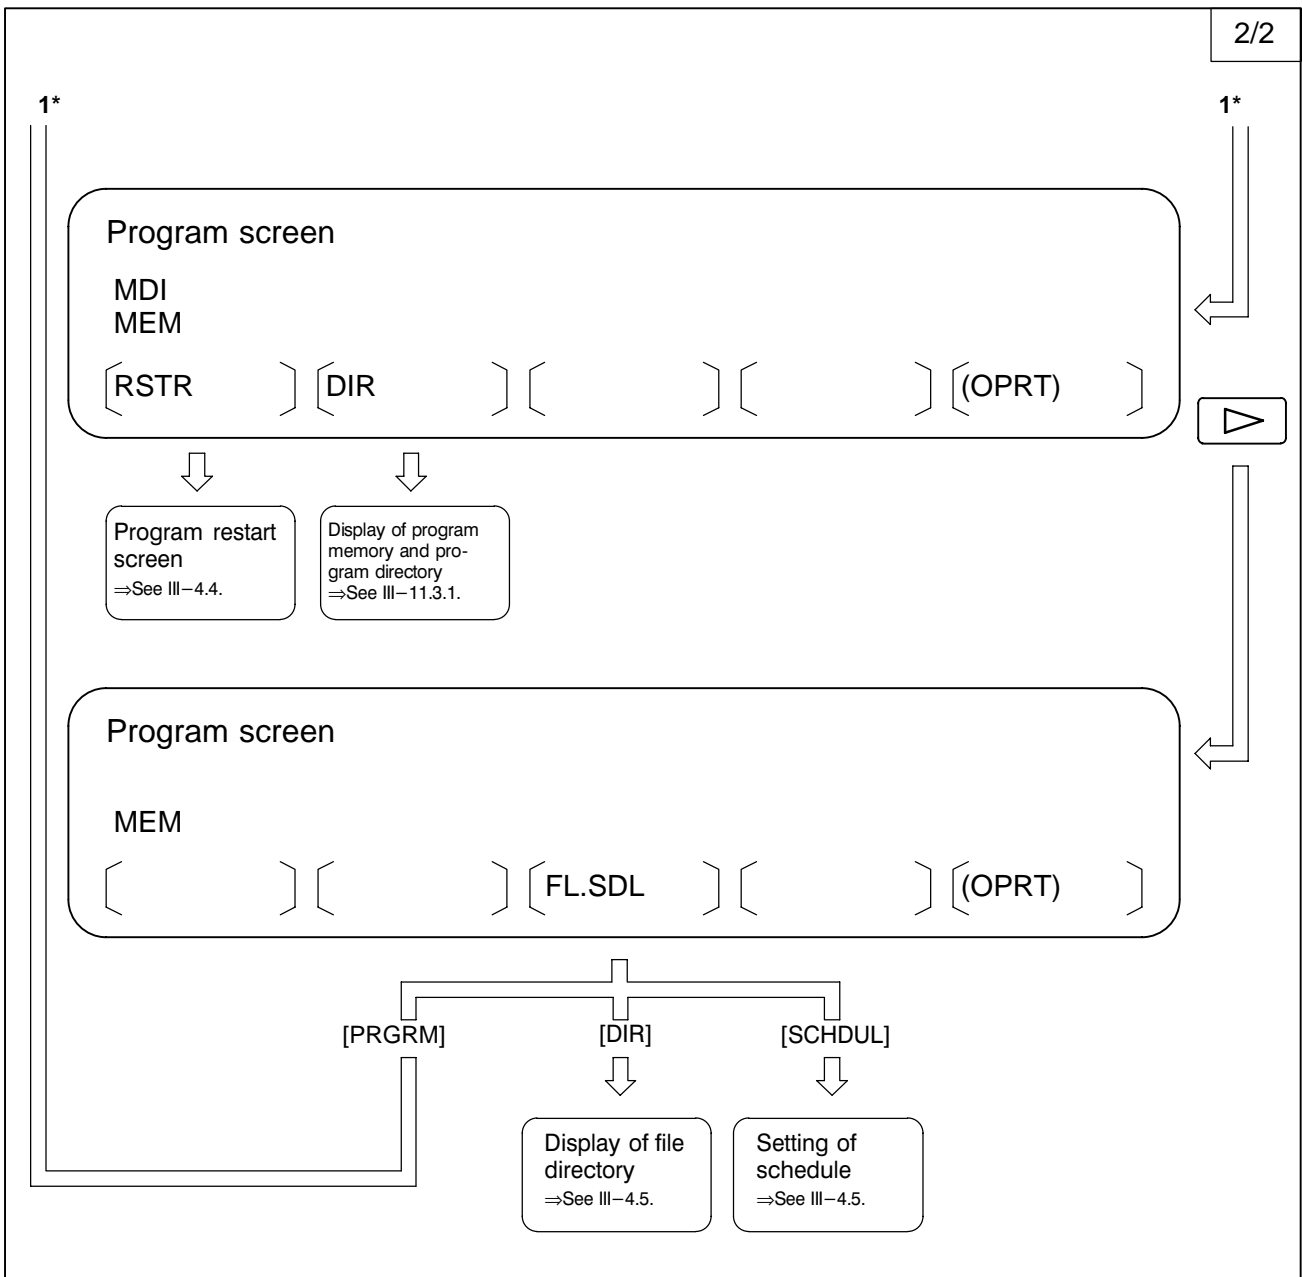 2/2
1* 1*
Program screen
MDI
MEM
RSTR DIR (OPRT)
Program restart
screen
⇒See III−4.4.
Display of program
memory and pro-
gram directory
⇒See III−11.3.1.
Program screen
MEM
FL.SDL (OPRT)
[PRGRM] [DIR] [SCHDUL]
Display of file
directory
⇒See III−4.5.
Setting of
schedule
⇒See III−4.5.